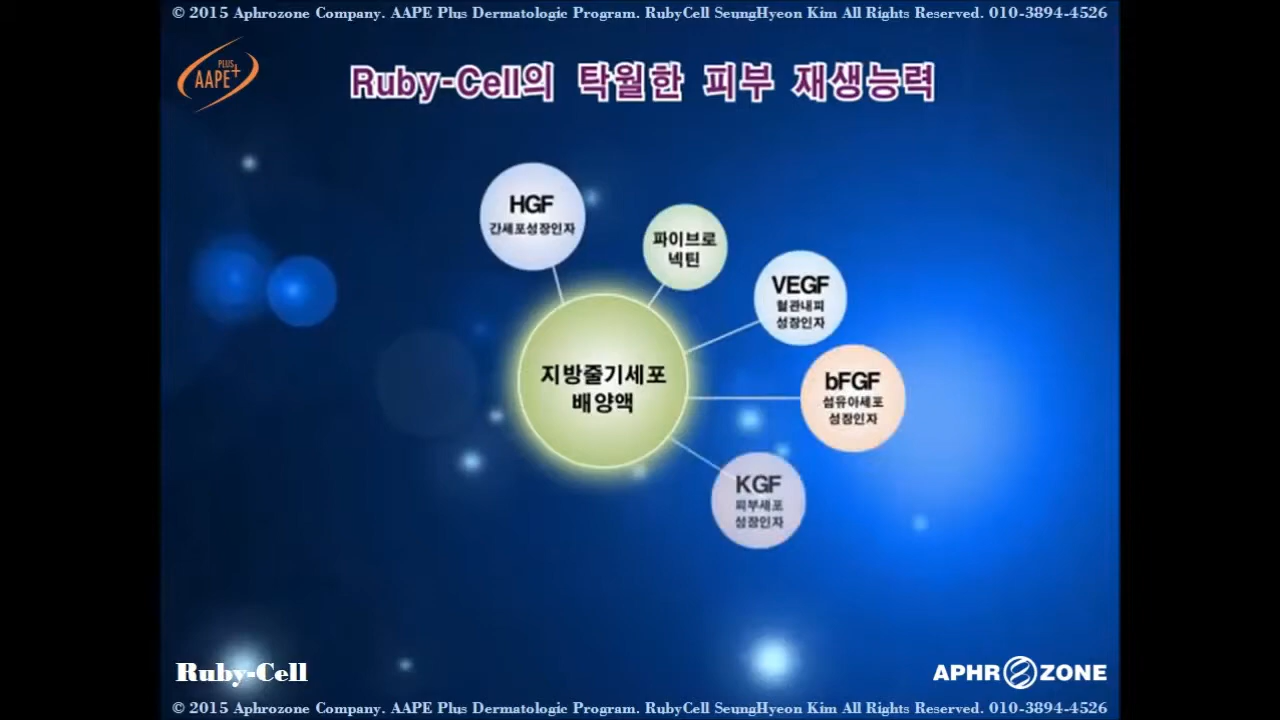 © 2015 Aphrozone Company. AAPE Plus Dermatologic Program. RubyCell SeungHyeon Kim All Rights Reserved. 010-3894-4526
PLUS
AAPE+
Ruby-Cell의 탁월한 피부 재생능력
HGF
간세포성장인자
파이브로
넥틴
VEGF
혈관내피
성장인자
지방줄기세포
배양액
bFGF
섬유아세포
성장인자
KGF
피부세포
성장인자
Ruby-Cell
APHROZONE
© 2015 Aphrozone Company. AAPE Plus Dermatologic Program. RubyCell SeungHyeon Kim All Rights Reserved. 010-3894-4526